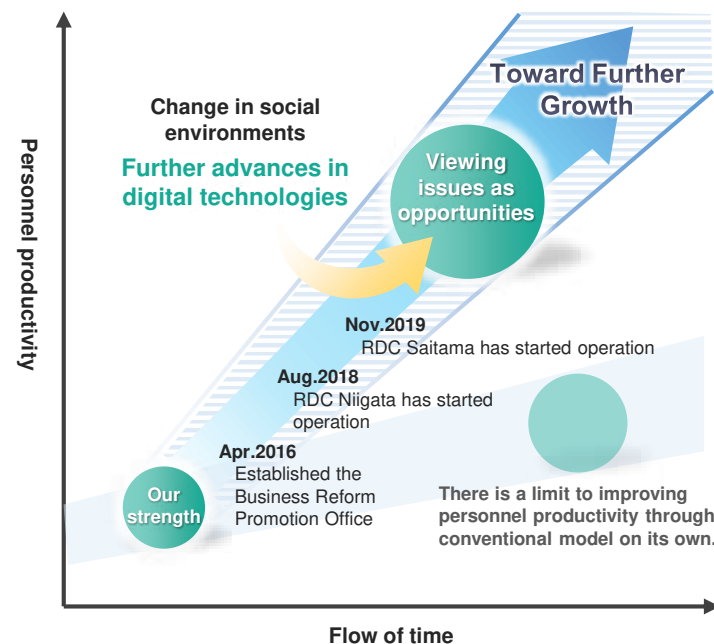 Personnel productivity
Toward Further
Growth
Change in social
environments
Further advances in
digital technologies
Viewing
issues as
opportunities
Nov.2019
RDC Saitama has started operation
Aug.2018
RDC Niigata has started
operation
Apr.2016
Established the
Business Reform
Promotion Office
Our
strength
There is a limit to improving
personnel productivity through
conventional model on its own.
Flow of time